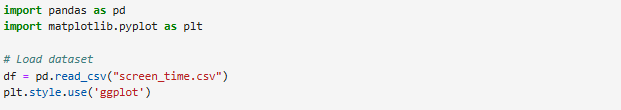 import pandas as pd
import matplotlib.pyplot as plt
# Load dataset
df = pd.read_csv("screen_time.csv")
plt.style.use('ggplot')